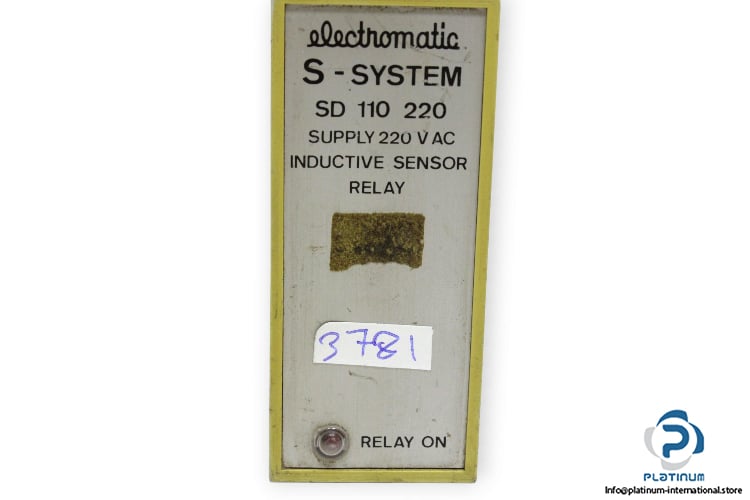 electromatic
S - SYSTEM
SD 110 220
SUPPLY 220 V AC
INDUCTIVE SENSOR
RELAY
3781
RELAY ON
PLATINUM
Info@platinum-international.store